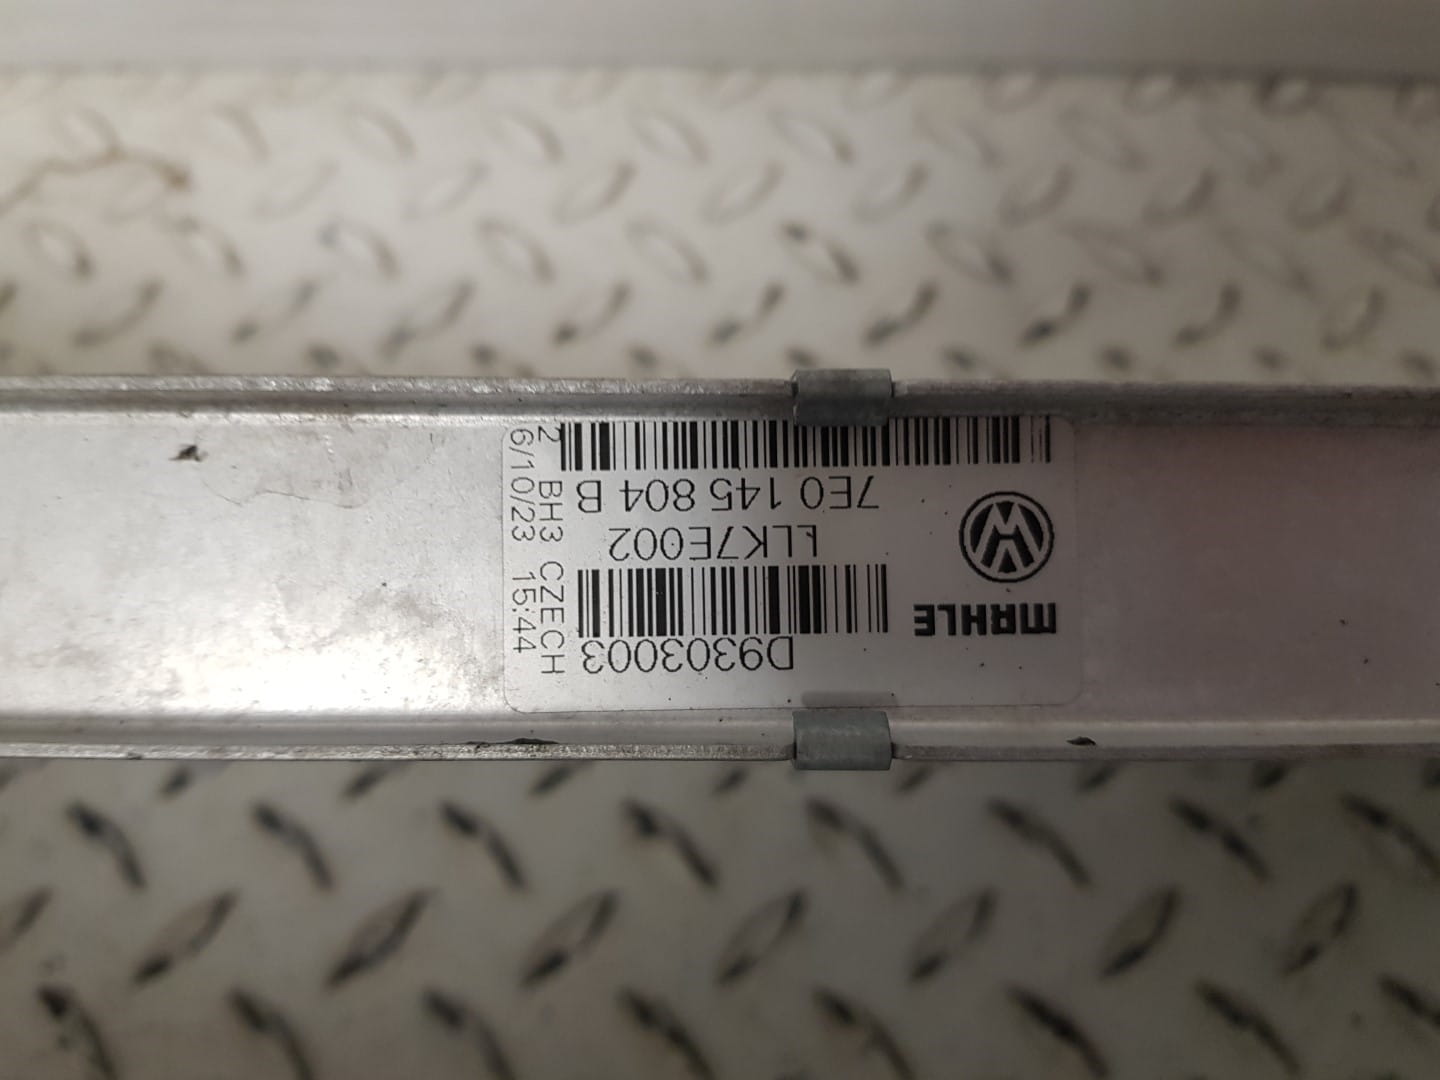 MAHLE
D9303003
LLK7E002
7E0 145 804 B
2 BH3 CZECH
6/10/23 15:44